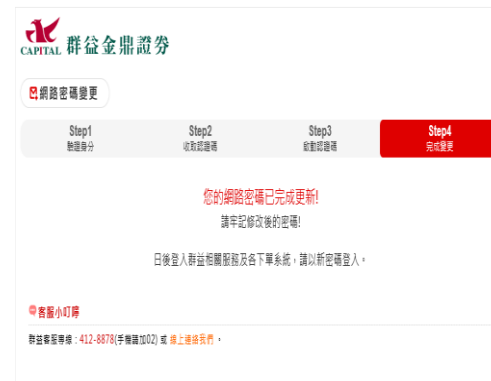 CAPITAL 群益金鼎證券
網路密碼變更
Step1
驗證身分
Step2
收取認證碼
Step3
啟動認證碼
Step4
完成變更
您的網路密碼已完成更新!
請牢記修改後的密碼!
日後登入群益相關服務及各下單系統，請以新密碼登入。
客服小叮嚀
群益客服專線：412-8878(手機請加02) 或 線上連絡我們 。